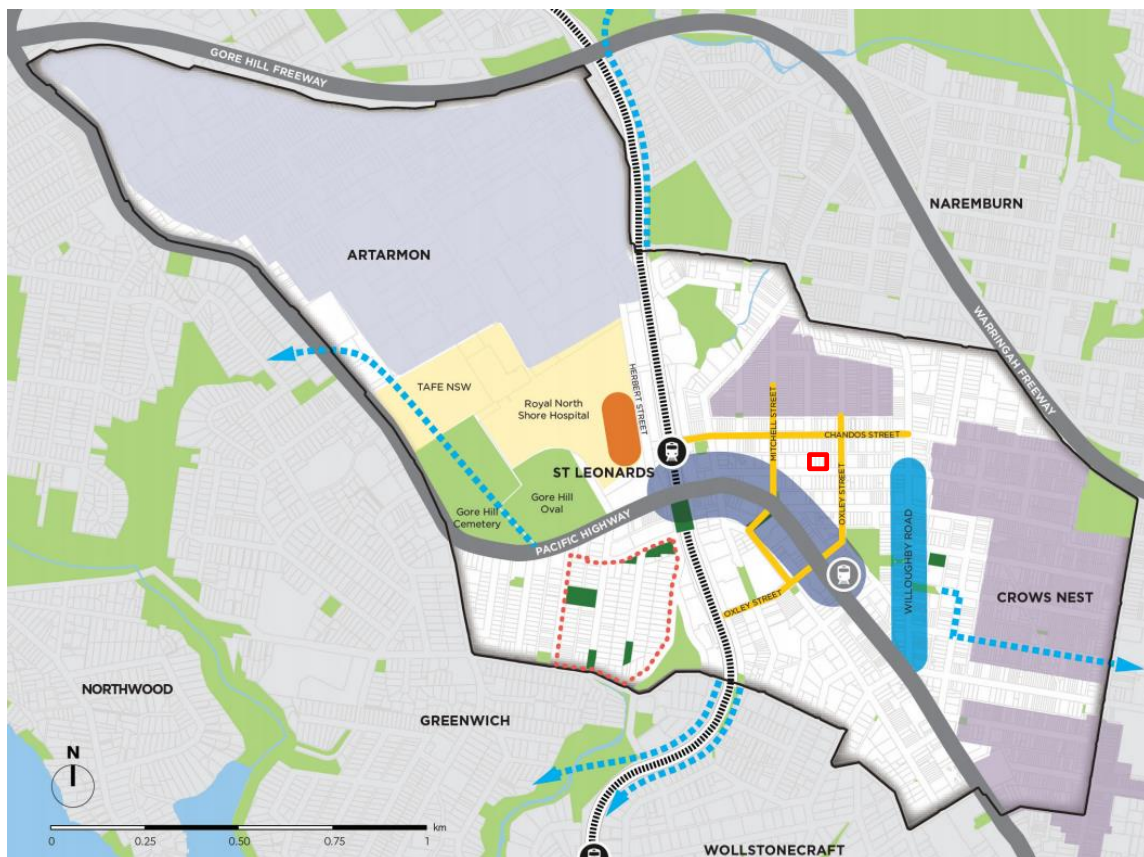 GORE HILL FREEWAY
NAREMBURN
ARTARMON
WARRINGAH FREEWAY
HERBERT STREET
TAFE NSW
Royal North
Shore Hospital
MITCHELL STREET
CHANDOS STREET
ST LEONARDS
OXLEY STREET
Gore Hill
Oval
Gore Hill
Cemetery
PACIFIC HIGHWAY
WILLOUGHBY ROAD
OXLEY STREET
CROWS NEST
NORTHWOOD
GREENWICH
N
km
0 0.25 0.50 0.75 1
WOLLSTONECRAFT